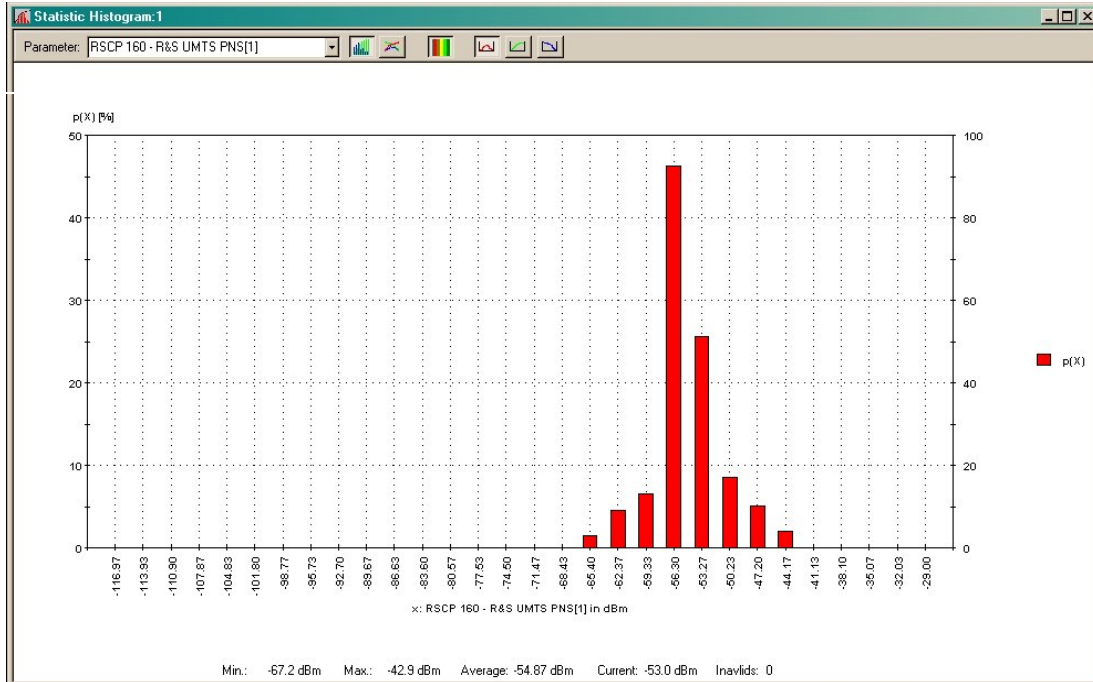 Statistic Histogram:1
Parameter: RSCP 160 - R&S UMTS PNS[1]
p(X) [%]
50 100
40 80
30 60
p(X)
20 40
10 20
0 0
-116.97 -113.93 -110.90 -107.87 -104.83 -101.80 -98.77 -95.73 -92.70 -89.67 -86.63 -83.60 -80.57 -77.53 -74.50 -71.47 -68.43 -65.40 -62.37 -59.33 -56.30 -53.27 -50.23 -47.20 -44.17 -41.13 -38.10 -35.07 -32.03 -29.00
x: RSCP 160 - R&S UMTS PNS[1] in dBm
Min.: -67.2 dBm Max.: -42.9 dBm Average: -54.87 dBm Current: -53.0 dBm Inavlids: 0